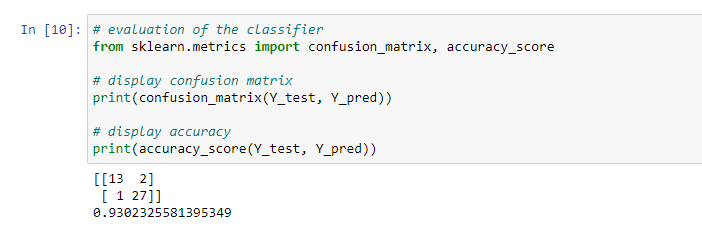 In [10]: # evaluation of the classifier
from sklearn.metrics import confusion_matrix, accuracy_score
# display confusion matrix
print(confusion_matrix(Y_test, Y_pred))
# display accuracy
print(accuracy_score(Y_test, Y_pred))
[[13  2]
 [ 1 27]]
0.9302325581395349